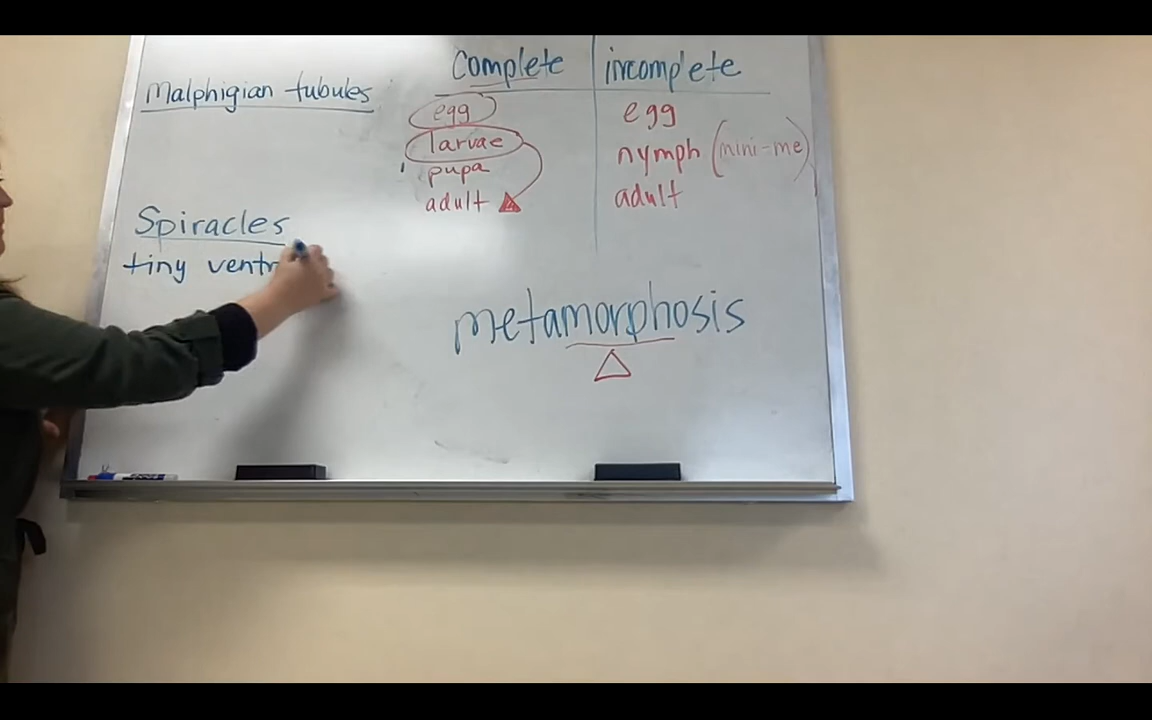 Malphigian tubules
Spiracles
tiny ventr
Complete
egg
larvae
pupa
adult
incomplete
egg
nymph (mini-me)
adult
metamorphosis